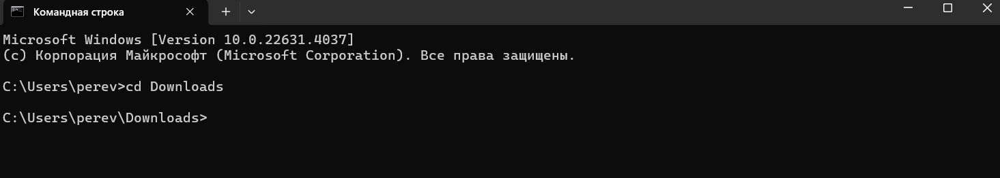 Командная строка
Microsoft Windows [Version 10.0.22631.4037]
(c) Корпорация Майкрософт (Microsoft Corporation). Все права защищены.
C:\Users\perev>cd Downloads
C:\Users\perev\Downloads>